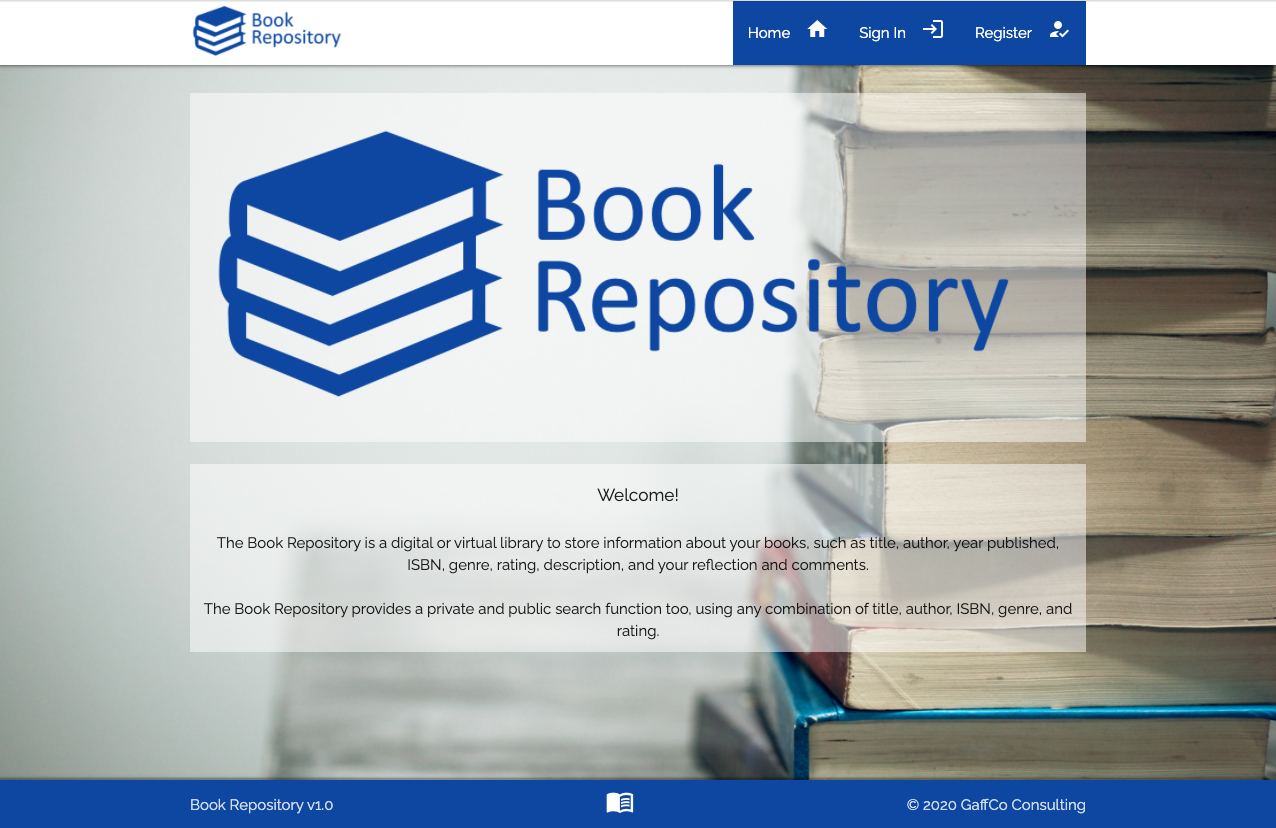 Book
Repository
Home
Sign In
Register
Book
Repository
Welcome!
The Book Repository is a digital or virtual library to store information about your books, such as title, author, year published,
ISBN, genre, rating, description, and your reflection and comments.
The Book Repository provides a private and public search function too, using any combination of title, author, ISBN, genre, and
rating.
Book Repository v1.0
© 2020 GaffCo Consulting